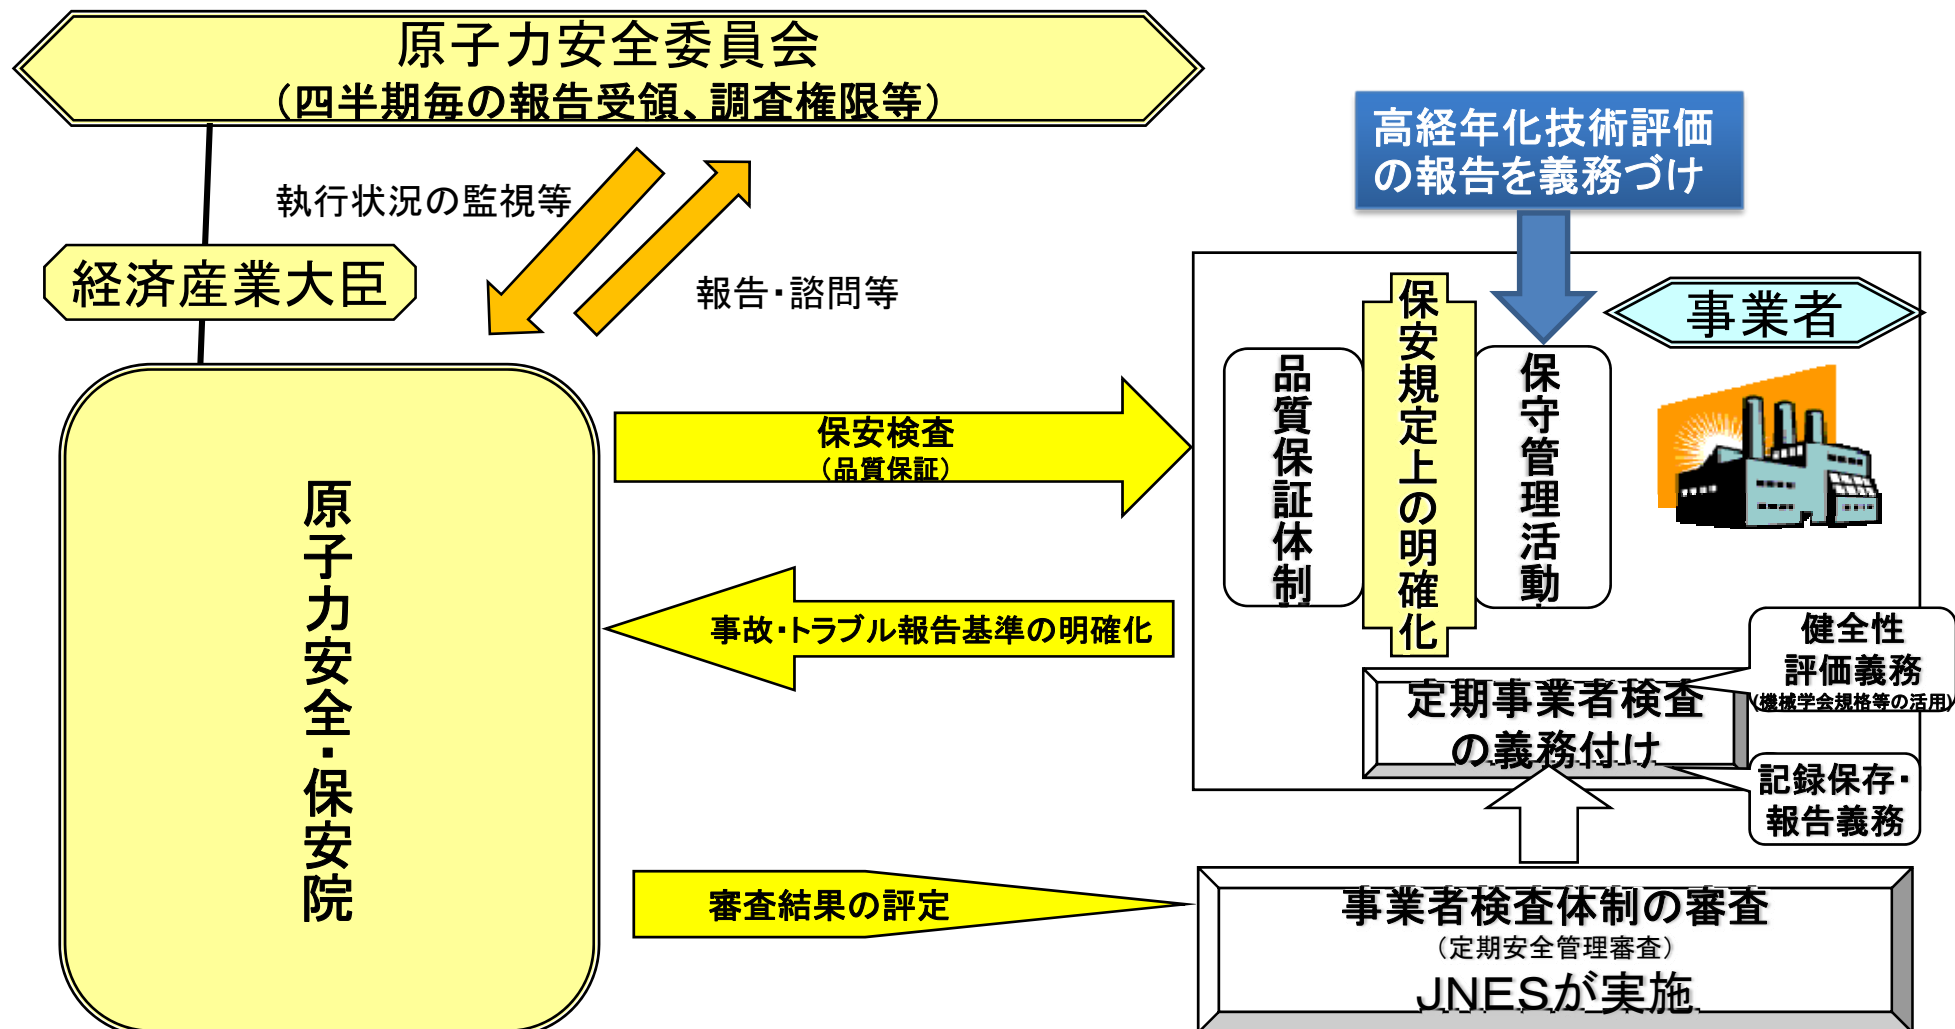 原子力安全委員会
（四半期毎の報告受領、調査権限等）
高経年化技術評価
の報告を義務づけ
執行状況の監視等
経済産業大臣
報告・諮問等
事業者
保安規定上の明確化
品質保証体制
保守管理活動
保安検査
（品質保証）
原子力安全・保安院
事故・トラブル報告基準の明確化
健全性
評価義務
（機械学会規格等の活用）
定期事業者検査
の義務付け
記録保存・
報告義務
審査結果の評定
事業者検査体制の審査
（定期安全管理審査）
JNESが実施